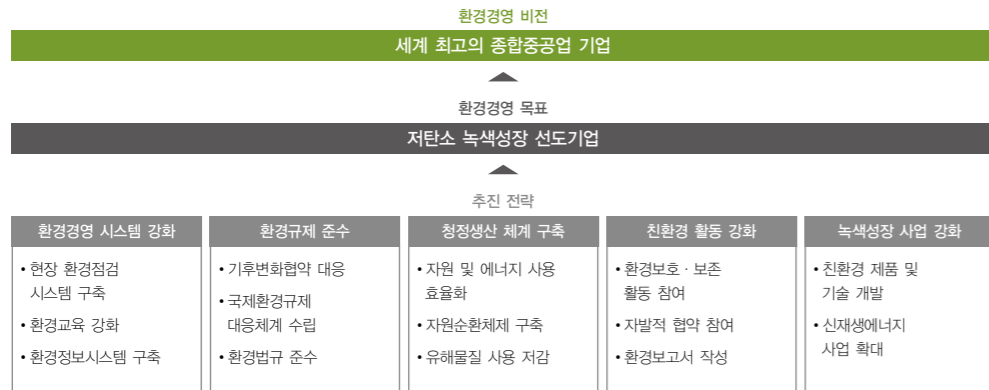 환경경영 비전
세계 최고의 종합중공업 기업
환경경영 목표
저탄소 녹색성장 선도기업
추진 전략
환경경영 시스템 강화
• 현장 환경점검
시스템 구축
• 환경교육 강화
• 환경정보시스템 구축
환경규제 준수
• 기후변화협약 대응
• 국제환경규제
대응체계 수립
• 환경법규 준수
청정생산 체계 구축
• 자원 및 에너지 사용
효율화
• 자원순환체제 구축
• 유해물질 사용 저감
친환경 활동 강화
• 환경보호 · 보존
활동 참여
• 자발적 협약 참여
• 환경보고서 작성
녹색성장 사업 강화
• 친환경 제품 및
기술 개발
• 신재생에너지
사업 확대